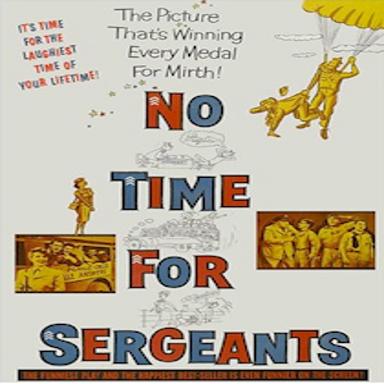 The Picture
That's Winning
Every Medal
For Mirth!
IT'S TIME
FOR THE
LAUGHIEST
TIME OF
YOUR LIFETIME!
NO
TIME
FOR
SERGEANTS
THE FUNNIEST PLAY AND THE HAPPIEST BEST-SELLER IS EVEN FUNNIER ON THE SCREEN!